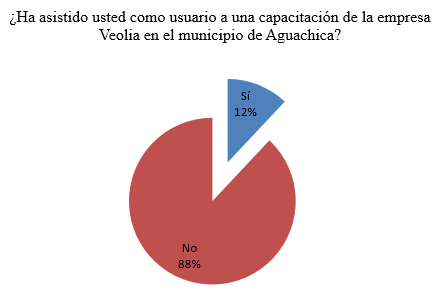 ¿Ha asistido usted como usuario a una capacitación de la empresa
Veolia en el municipio de Aguachica?
Sí
12%
No
88%